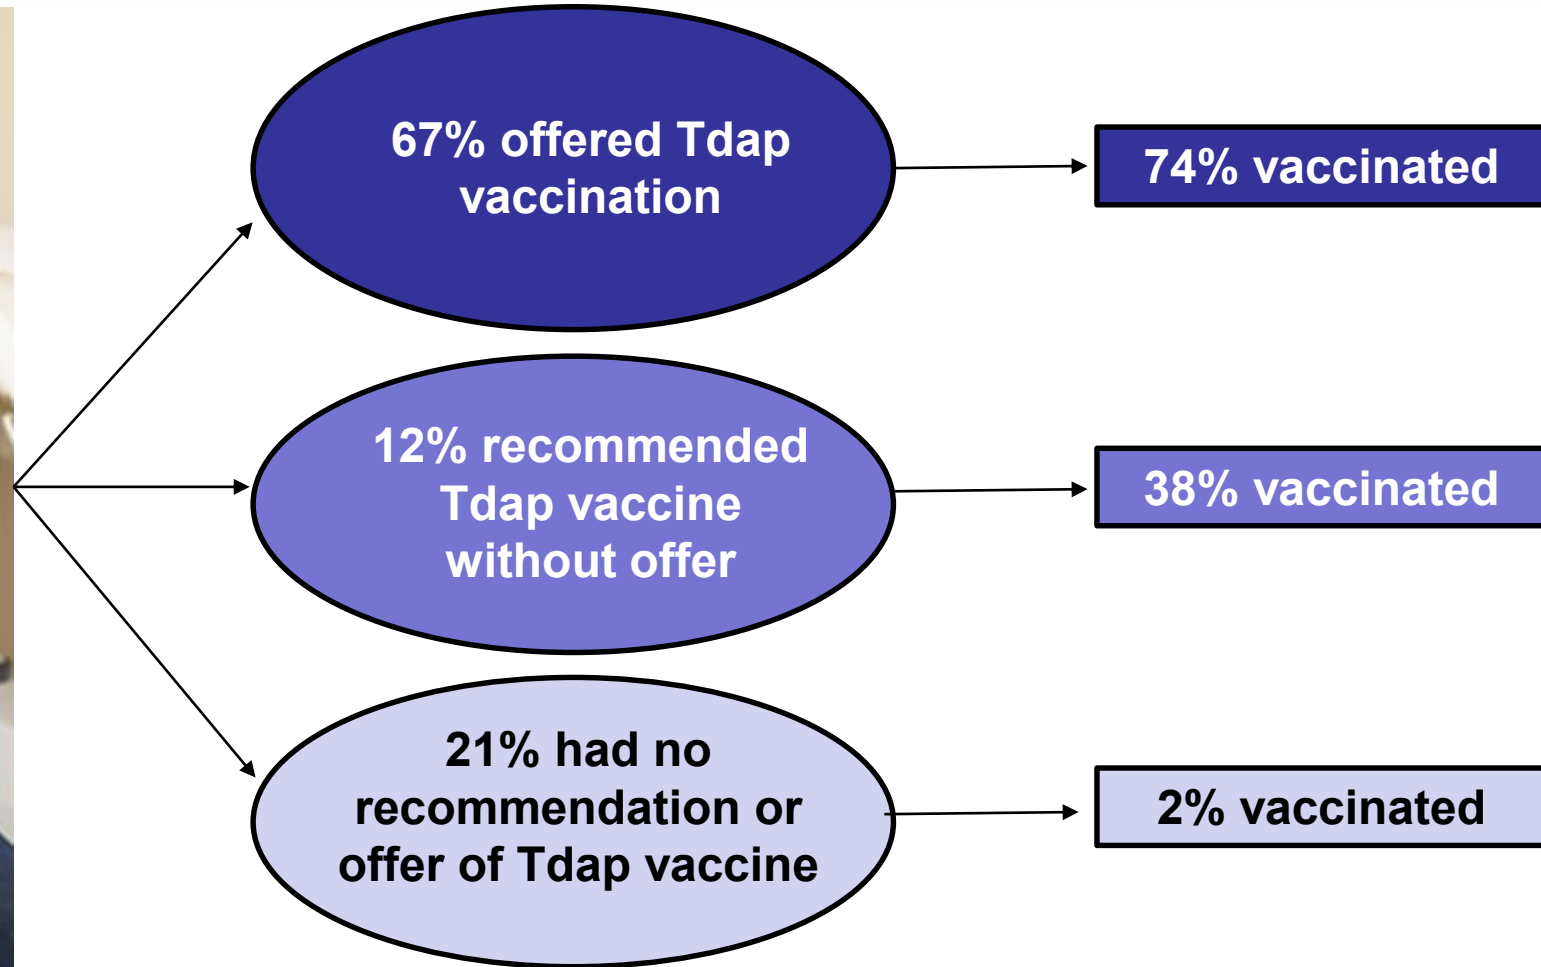 67% offered Tdap
vaccination
74% vaccinated
12% recommended
Tdap vaccine
without offer
38% vaccinated
21% had no
recommendation or
offer of Tdap vaccine
2% vaccinated